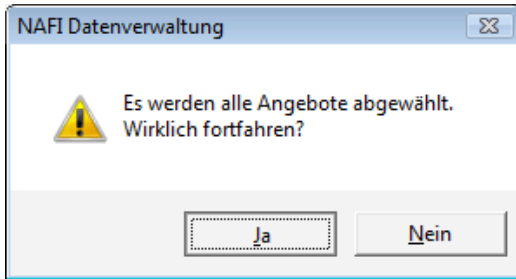 NAFI Datenverwaltung
Es werden alle Angebote abgewählt.
Wirklich fortfahren?
Ja
Nein